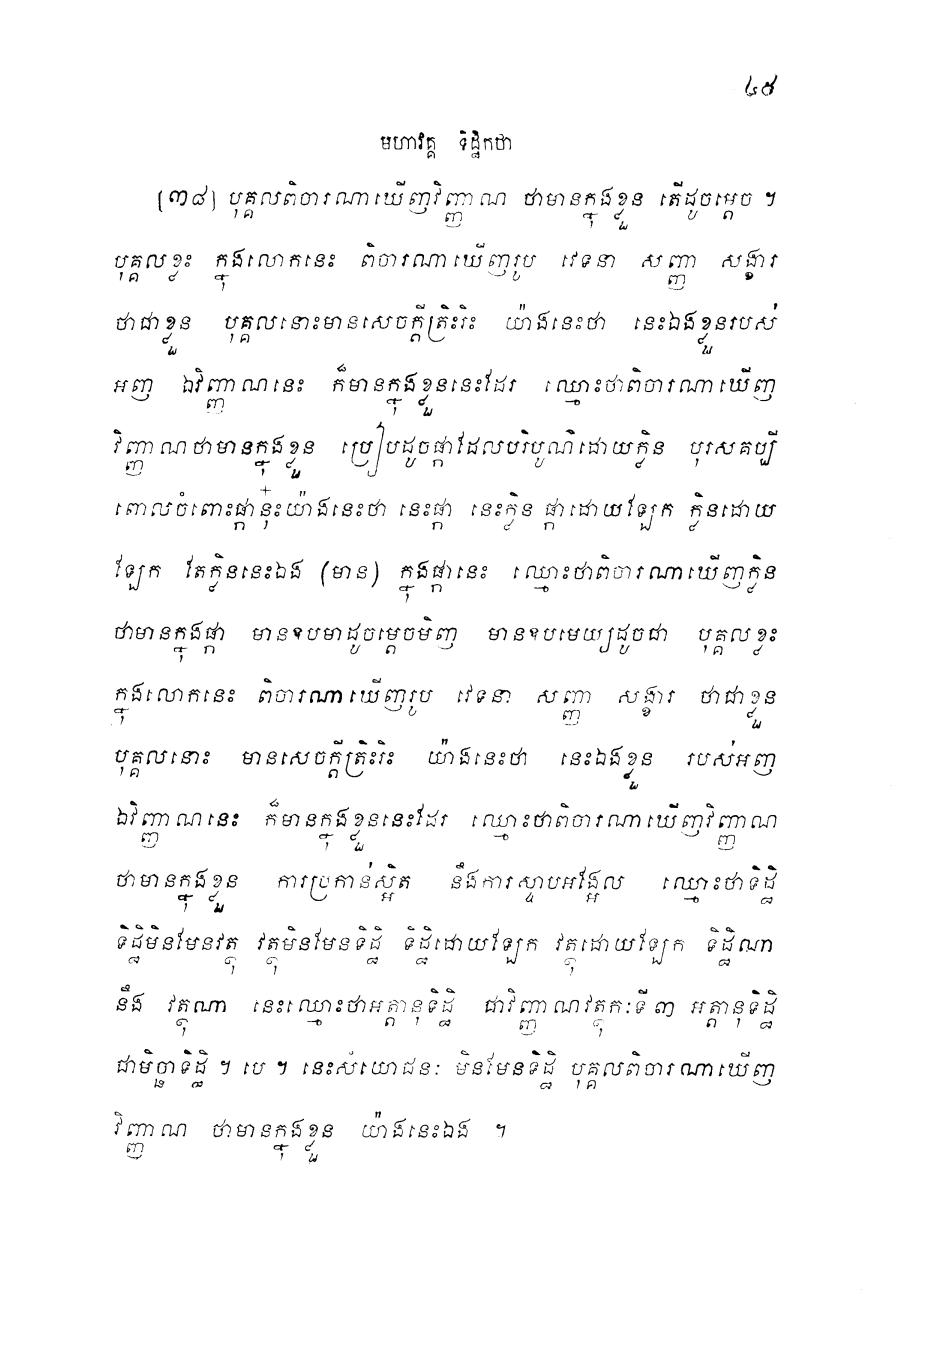 ៤៥
មហាវគ្គ ទិដ្ឋិកថា
(៣៨) បុគ្គលពិចារណាឃើញវិញ្ញាណ ថាមានក្នុងខ្លួន តើដូចម្តេច ។
បុគ្គលខ្លះ ក្នុងលោកនេះ ពិចារណាឃើញរូប វេទនា សញ្ញា សង្ខារ
ថាជាខ្លួន បុគ្គលនោះមានសេចក្តីត្រិះរិះ យ៉ាងនេះថា នេះឯងខ្លួនរបស់
អញ ឯវិញ្ញាណនេះ ក៏មានក្នុងខ្លួននេះដែរ ឈ្មោះថាពិចារណាឃើញ
វិញ្ញាណថាមានក្នុងខ្លួន ប្រៀបដូចផ្កាដែលបរិបូណ៌ដោយក្លិន បុរសគប្បី
ពោលចំពោះផ្កានុ៎ះយ៉ាងនេះថា នេះផ្កា នេះក្លិន ផ្កាដោយឡែក ក្លិនដោយ
ឡែក តែក្លិននេះឯង (មាន) ក្នុងផ្កានេះ ឈ្មោះថាពិចារណាឃើញក្លិន
ថាមានក្នុងផ្កា មានឧបមាដូចម្តេចមិញ មានឧបមេយ្យដូចជា បុគ្គលខ្លះ
ក្នុងលោកនេះ ពិចារណាឃើញរូប វេទនា សញ្ញា សង្ខារ ថាជាខ្លួន
បុគ្គលនោះ មានសេចក្តីត្រិះរិះ យ៉ាងនេះថា នេះឯងខ្លួន របស់អញ
ឯវិញ្ញាណនេះ ក៏មានក្នុងខ្លួននេះដែរ ឈ្មោះថាពិចារណាឃើញវិញ្ញាណ
ថាមានក្នុងខ្លួន ការប្រកាន់ស្អិត នឹងការស្ទាបអង្អែល ឈ្មោះថាទិដ្ឋិ
ទិដ្ឋិមិនមែនវត្ថុ វត្ថុមិនមែនទិដ្ឋិ ទិដ្ឋិដោយឡែក វត្ថុដោយឡែក ទិដ្ឋិណា
នឹង វត្ថុណា នេះឈ្មោះថាអត្តានុទិដ្ឋិ ជាវិញ្ញាណវត្ថុកៈទី ៣ អត្តានុទិដ្ឋិ
ជាមិច្ឆាទិដ្ឋិ ។ បេ ។ នេះសំយោជនៈ មិនមែនទិដ្ឋិ បុគ្គលពិចារណាឃើញ
វិញ្ញាណ ថាមានក្នុងខ្លួន យ៉ាងនេះឯង ។